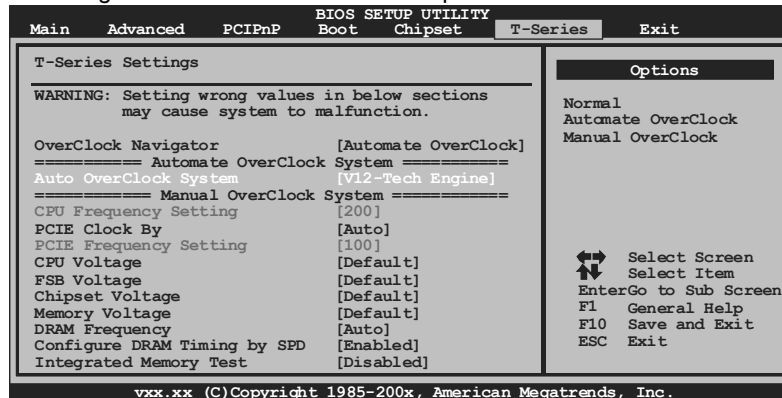 BIOS SETUP UTILITY
Main Advanced PCIPnP Boot Chipset T-Series Exit
T-Series Settings
WARNING: Setting wrong values in below sections
may cause system to malfunction.
OverClock Navigator [Automate OverClock]
=========== Automate OverClock System ===========
Auto OverClock System [V12-Tech Engine]
============ Manual OverClock System ============
CPU Frequency Setting [200]
PCIE Clock By [Auto]
PCIE Frequency Setting [100]
CPU Voltage [Default]
FSB Voltage [Default]
Chipset Voltage [Default]
Memory Voltage [Default]
DRAM Frequency [Auto]
Configure DRAM Timing by SPD [Enabled]
Integrated Memory Test [Disabled]
Options
Normal
Automate OverClock
Manual OverClock
Select Screen
Select Item
EnterGo to Sub Screen
F1 General Help
F10 Save and Exit
ESC Exit
vxx.xx (C)Copyright 1985-200x, American Megatrends, Inc.